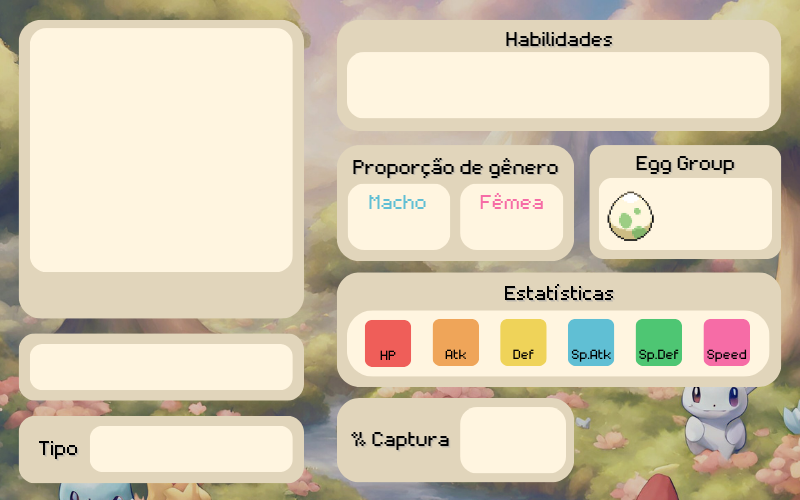 Habilidades
Proporção de gênero
Macho
Fêmea
Egg Group
Estatísticas
HP
Atk
Def
Sp.Atk
Sp.Def
Speed
Tipo
% Captura